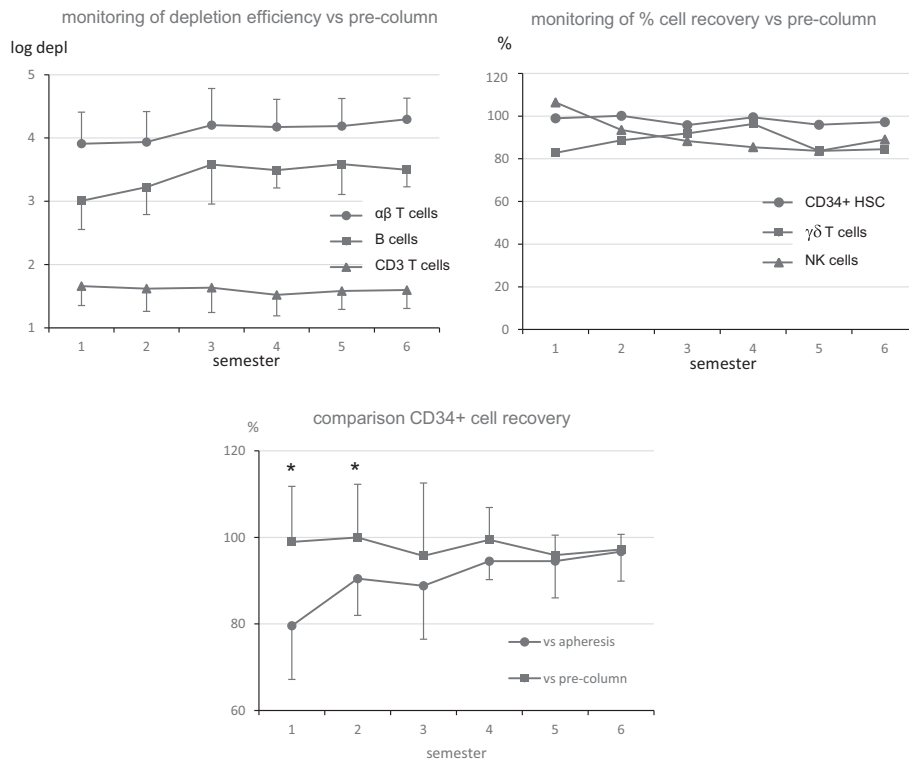 monitoring of depletion efficiency vs pre-column
log depl
5
4
3
2
1
αβ T cells
B cells
CD3 T cells
1 2 3 4 5 6
semester
monitoring of % cell recovery vs pre-column
%
120
100
80
60
40
20
0
CD34+ HSC
γδ T cells
NK cells
1 2 3 4 5 6
semester
comparison CD34+ cell recovery
%
120
100
80
60
* *
vs apheresis
vs pre-column
1 2 3 4 5 6
semester